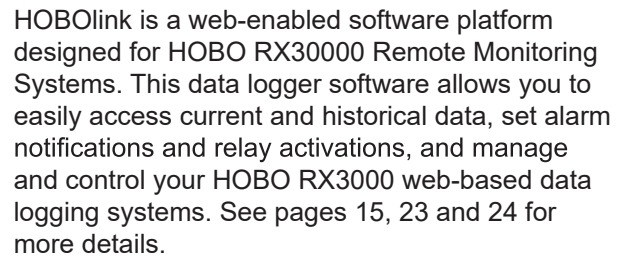 HOBOlink is a web-enabled software platform
designed for HOBO RX30000 Remote Monitoring
Systems. This data logger software allows you to
easily access current and historical data, set alarm
notifications and relay activations, and manage
and control your HOBO RX3000 web-based data
logging systems. See pages 15, 23 and 24 for
more details.